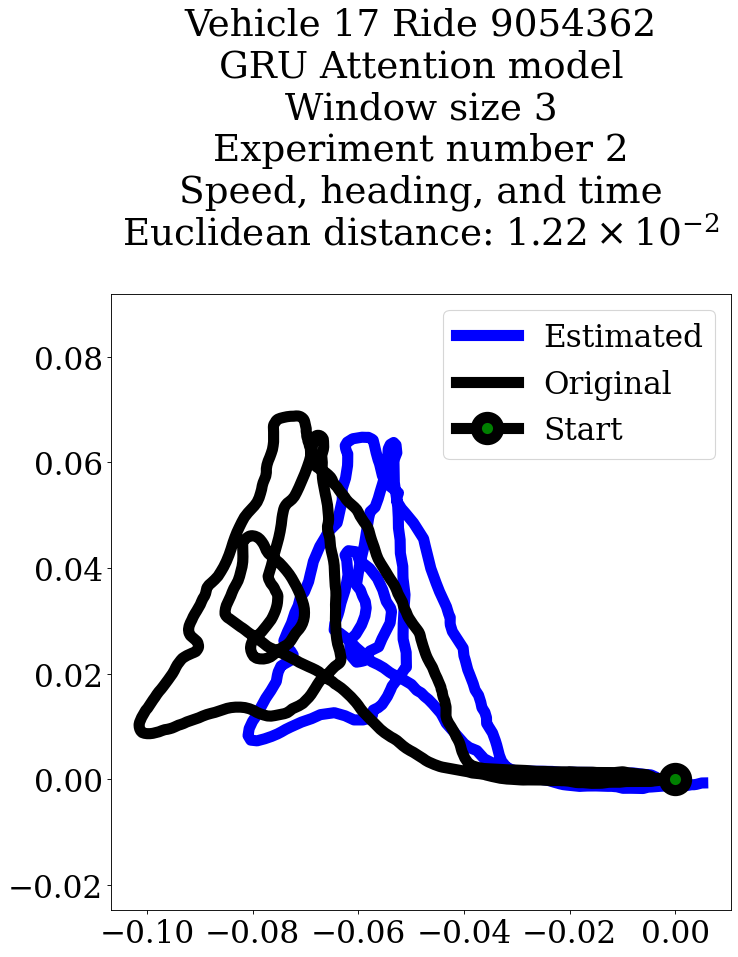 Vehicle 17 Ride 9054362
GRU Attention model
Window size 3
Experiment number 2
Speed, heading, and time
Euclidean distance: 1.22 × 10⁻²
Estimated
Original
Start
0.08
0.06
0.04
0.02
0.00
−0.02
−0.10 −0.08 −0.06 −0.04 −0.02 0.00